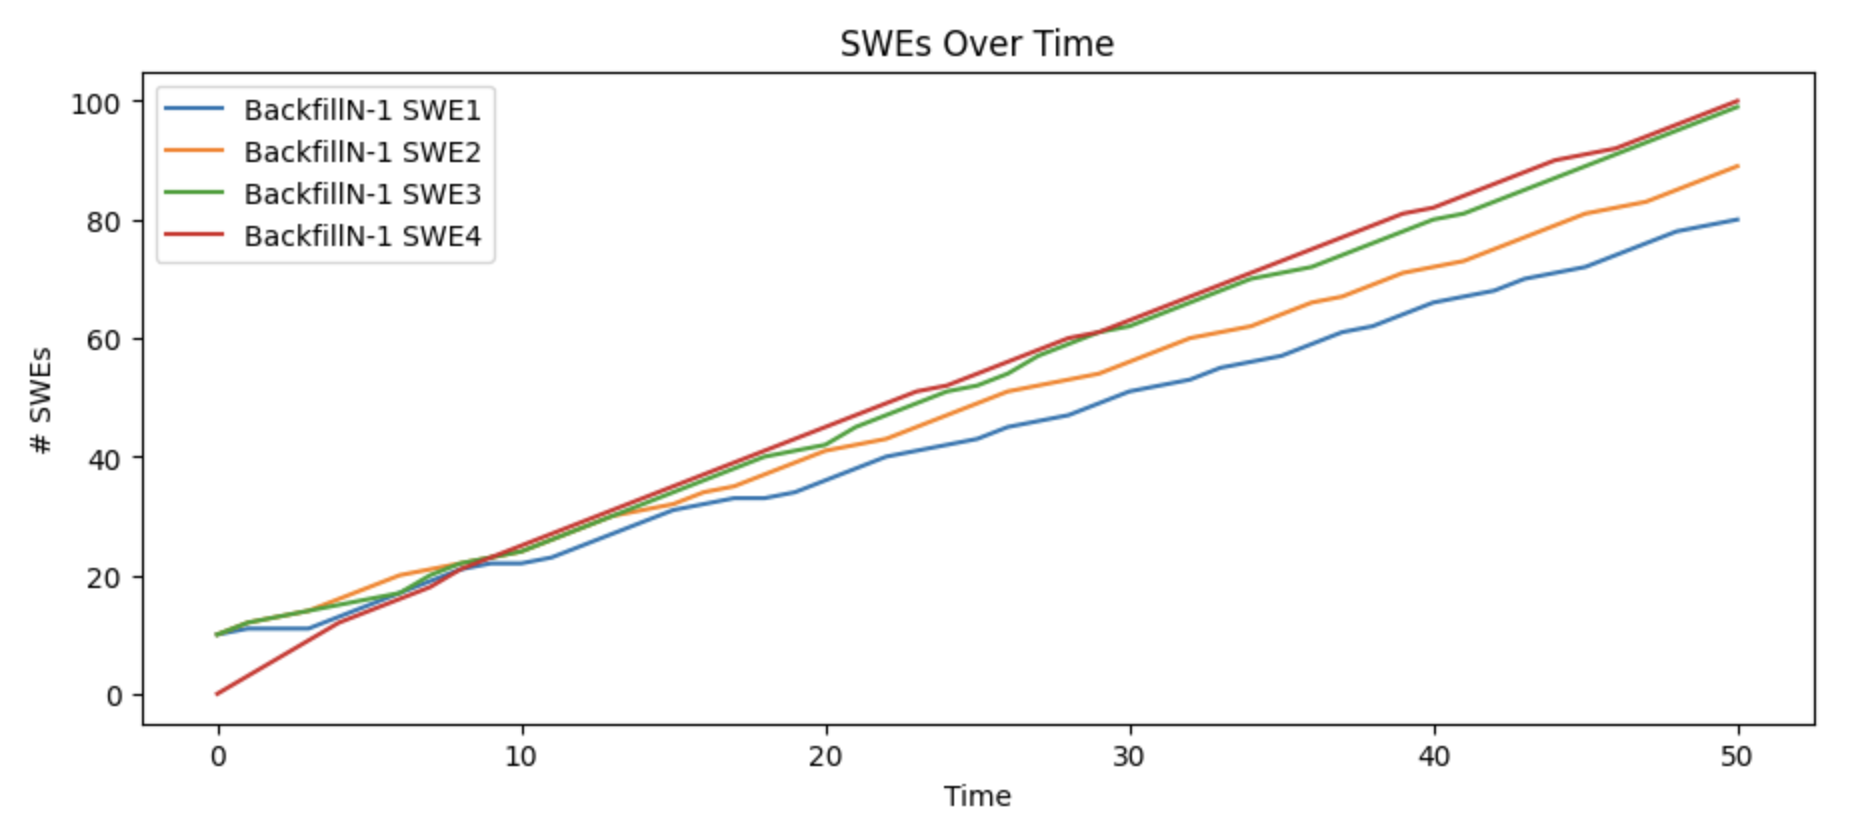 SWEs Over Time
100
80
60
40
20
0
# SWEs
BackfillN-1 SWE1
BackfillN-1 SWE2
BackfillN-1 SWE3
BackfillN-1 SWE4
0 10 20 30 40 50
Time